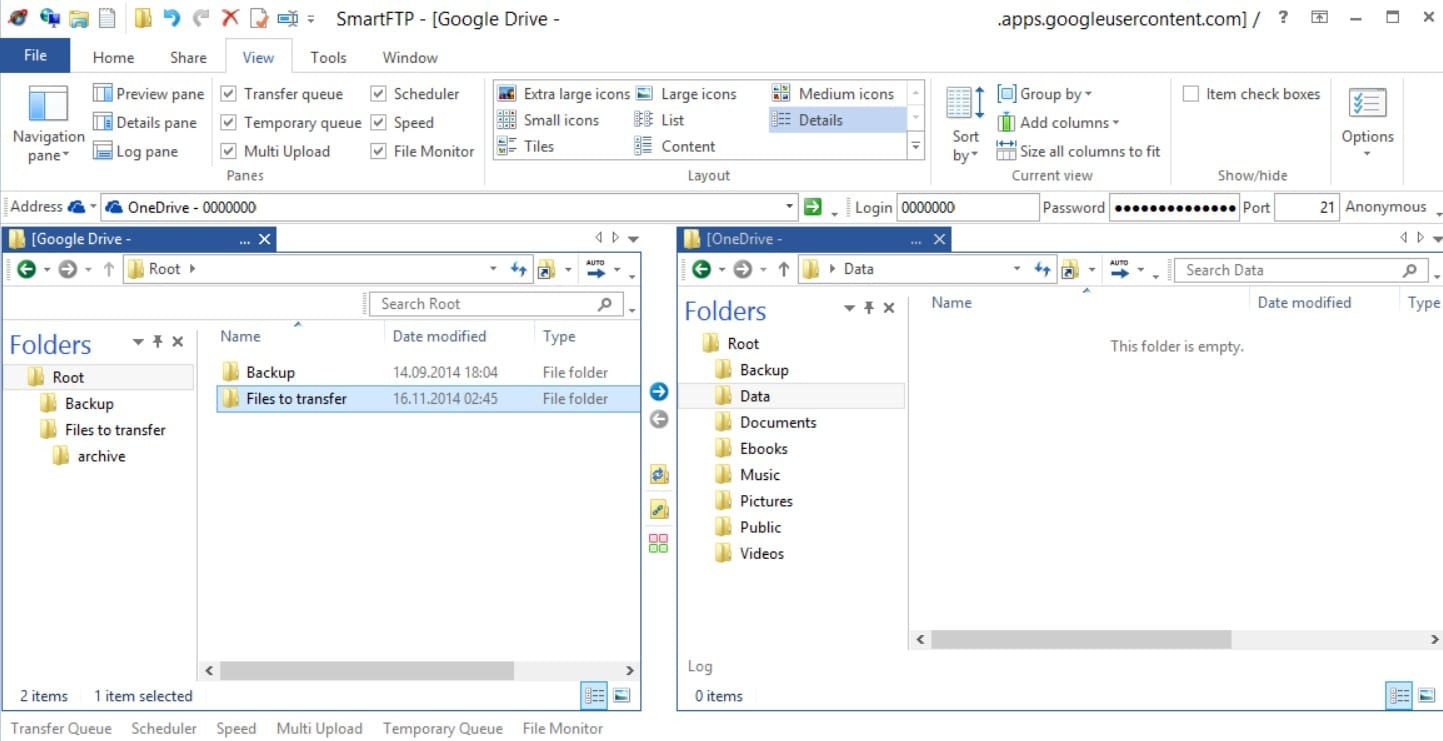 SmartFTP - [Google Drive - .apps.googleusercontent.com] / ?
File Home Share View Tools Window
Navigation pane
Preview pane
Details pane
Log pane
Transfer queue
Temporary queue
Multi Upload
Scheduler
Speed
File Monitor
Panes
Extra large icons Large icons Medium icons
Small icons List Details
Tiles Content
Layout
Sort by
Group by
Add columns
Size all columns to fit
Current view
Item check boxes
Show/hide
Options
Address OneDrive - 0000000 Login 0000000 Password ●●●●●●●●●●●●●● Port 21 Anonymous
[Google Drive - ...
Root
AUTO
Search Root
Folders
Root
Backup
Files to transfer
archive
Name Date modified Type
Backup 14.09.2014 18:04 File folder
Files to transfer 16.11.2014 02:45 File folder
2 items 1 item selected
[OneDrive - ...
Data
AUTO
Search Data
Folders
Root
Backup
Data
Documents
Ebooks
Music
Pictures
Public
Videos
Name Date modified Type
This folder is empty.
Log
0 items
Transfer Queue Scheduler Speed Multi Upload Temporary Queue File Monitor